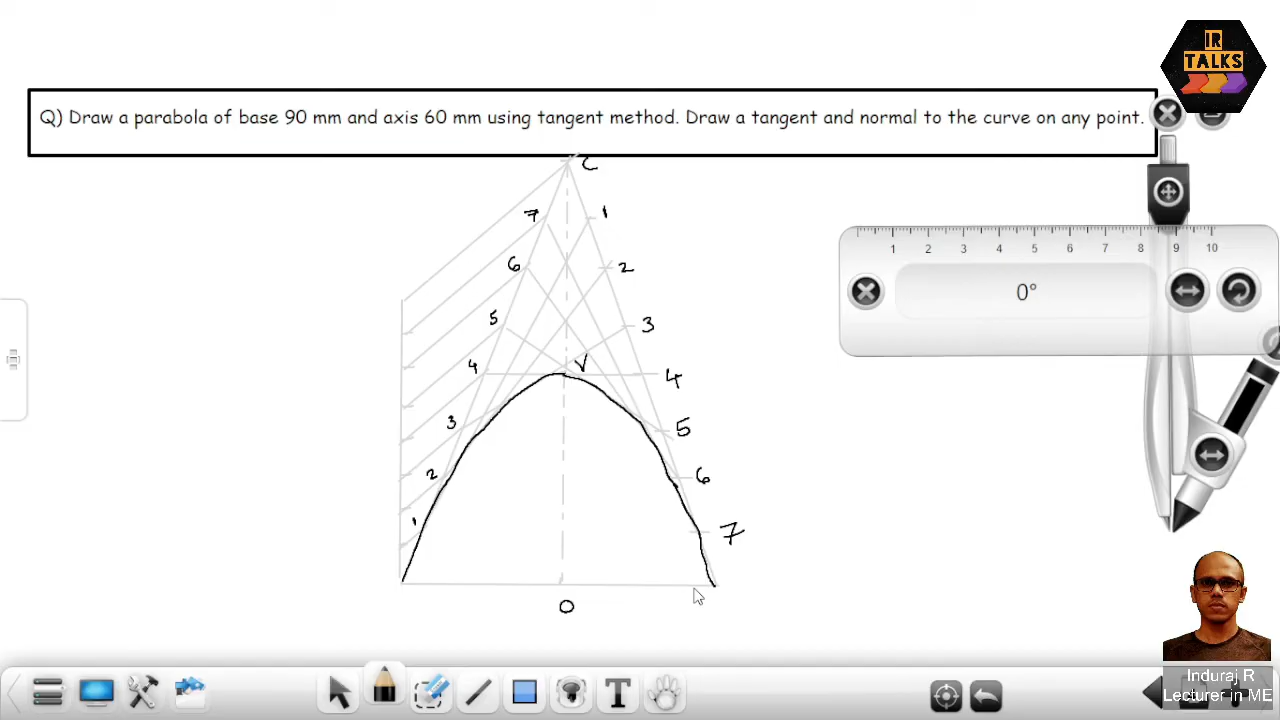 IR
TALKS
Q) Draw a parabola of base 90 mm and axis 60 mm using tangent method. Draw a tangent and normal to the curve on any point.
C
7 1
6 2
5 3
V
4 4
3 5
2 6
1 7
O
1 2 3 4 5 6 7 8 9 10
0°
T
Induraj R
Lecturer in ME